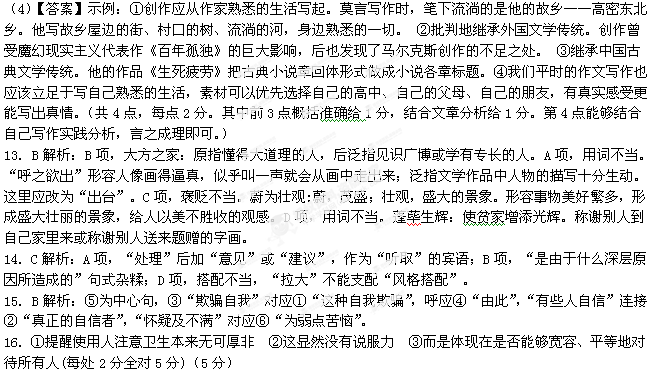 （4）【答案】示例：①创作应从作家熟悉的生活写起。莫言写作时，笔下流淌的是他的故乡——高密东北
乡。他写故乡屋边的街、村口的树、流淌的河，身边熟悉的一切。 ②批判地继承外国文学传统。创作曾
受魔幻现实主义代表作《百年孤独》的巨大影响，后也发现了马尔克斯创作的不足之处。 ③继承中国古
典文学传统。他的作品《生死疲劳》把古典小说章回体形式做成小说各章标题。④我们平时的作文写作也
应该立足于写自己熟悉的生活，素材可以优先选择自己的高中、自己的父母、自己的朋友，有真实感受更
能写出真情。（共 4 点，每点 2 分。其中前 3 点概括准确给 1 分，结合文章分析给 1 分。第 4 点能够结合
自己写作实践分析，言之成理即可。）
13. B 解析：B 项，大方之家：原指懂得大道理的人，后泛指见识广博或学有专长的人。A 项，用词不当。
“呼之欲出”形容人像画得逼真，似乎叫一声就会从画中走出来；泛指文学作品中人物的描写十分生动。
这里应改为“出台”。C 项，褒贬不当。蔚为壮观:蔚，茂盛；壮观，盛大的景象。形容事物美好繁多，形
成盛大壮丽的景象，给人以美不胜收的观感。D 项，用词不当。蓬荜生辉：使贫家增添光辉。称谢别人到
自己家里来或称谢别人送来题赠的字画。
14. C 解析：A 项，“处理”后加“意见”或“建议”，作为“听取”的宾语；B 项，“是由于什么深层原
因所造成的”句式杂糅；D 项，搭配不当，“拉大”不能支配“风格搭配”。
15. B 解析：⑤为中心句，③“欺骗自我”对应①“这种自我欺骗”，呼应④“由此”，“有些人自信”连接
②“真正的自信者”，“怀疑及不满”对应⑥“为弱点苦恼”。
16. ①提醒使用人注意卫生本来无可厚非 ②这显然没有说服力 ③而是体现在是否能够宽容、平等地对
待所有人(每处 2 分全对 5 分)（5 分）